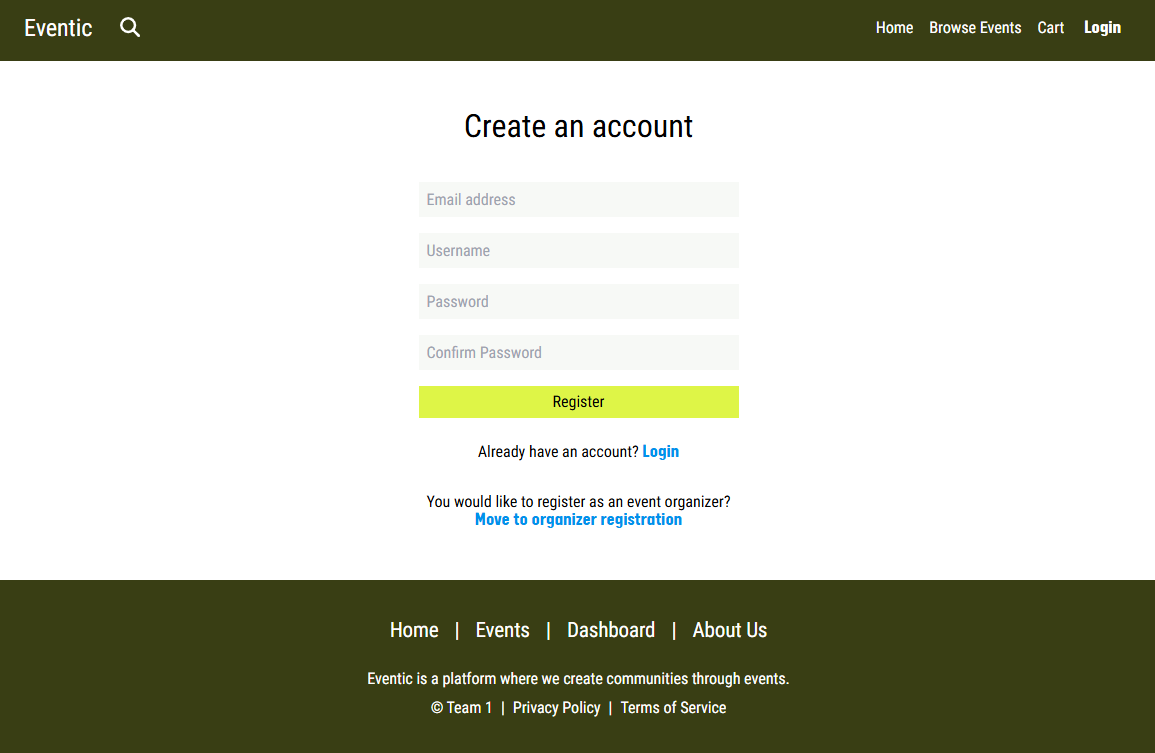 Eventic Home Browse Events Cart Login
Create an account
Email address
Username
Password
Confirm Password
Register
Already have an account? Login
You would like to register as an event organizer?
Move to organizer registration
Home | Events | Dashboard | About Us
Eventic is a platform where we create communities through events.
© Team 1 | Privacy Policy | Terms of Service